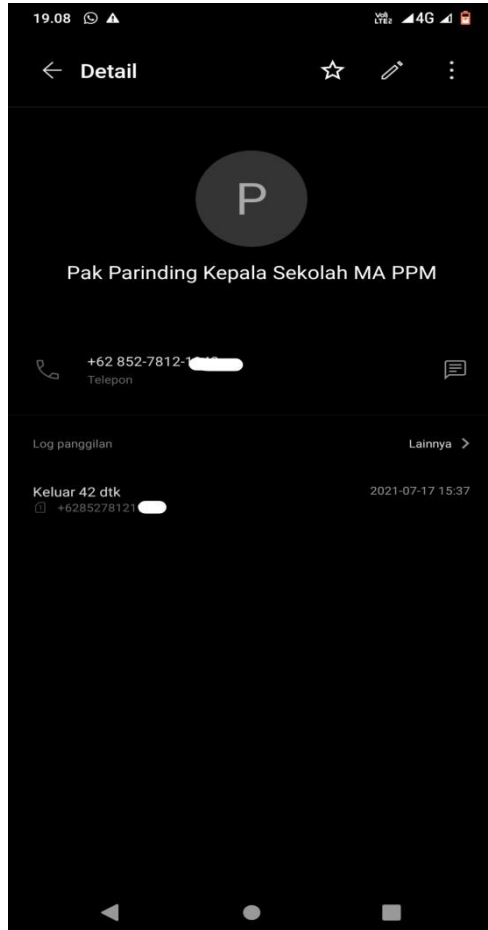 19.08
4G
Detail
P
Pak Parinding Kepala Sekolah MA PPM
+62 852-7812-1
Telepon
Log panggilan
Lainnya >
Keluar 42 dtk
2021-07-17 15:37
+6285278121